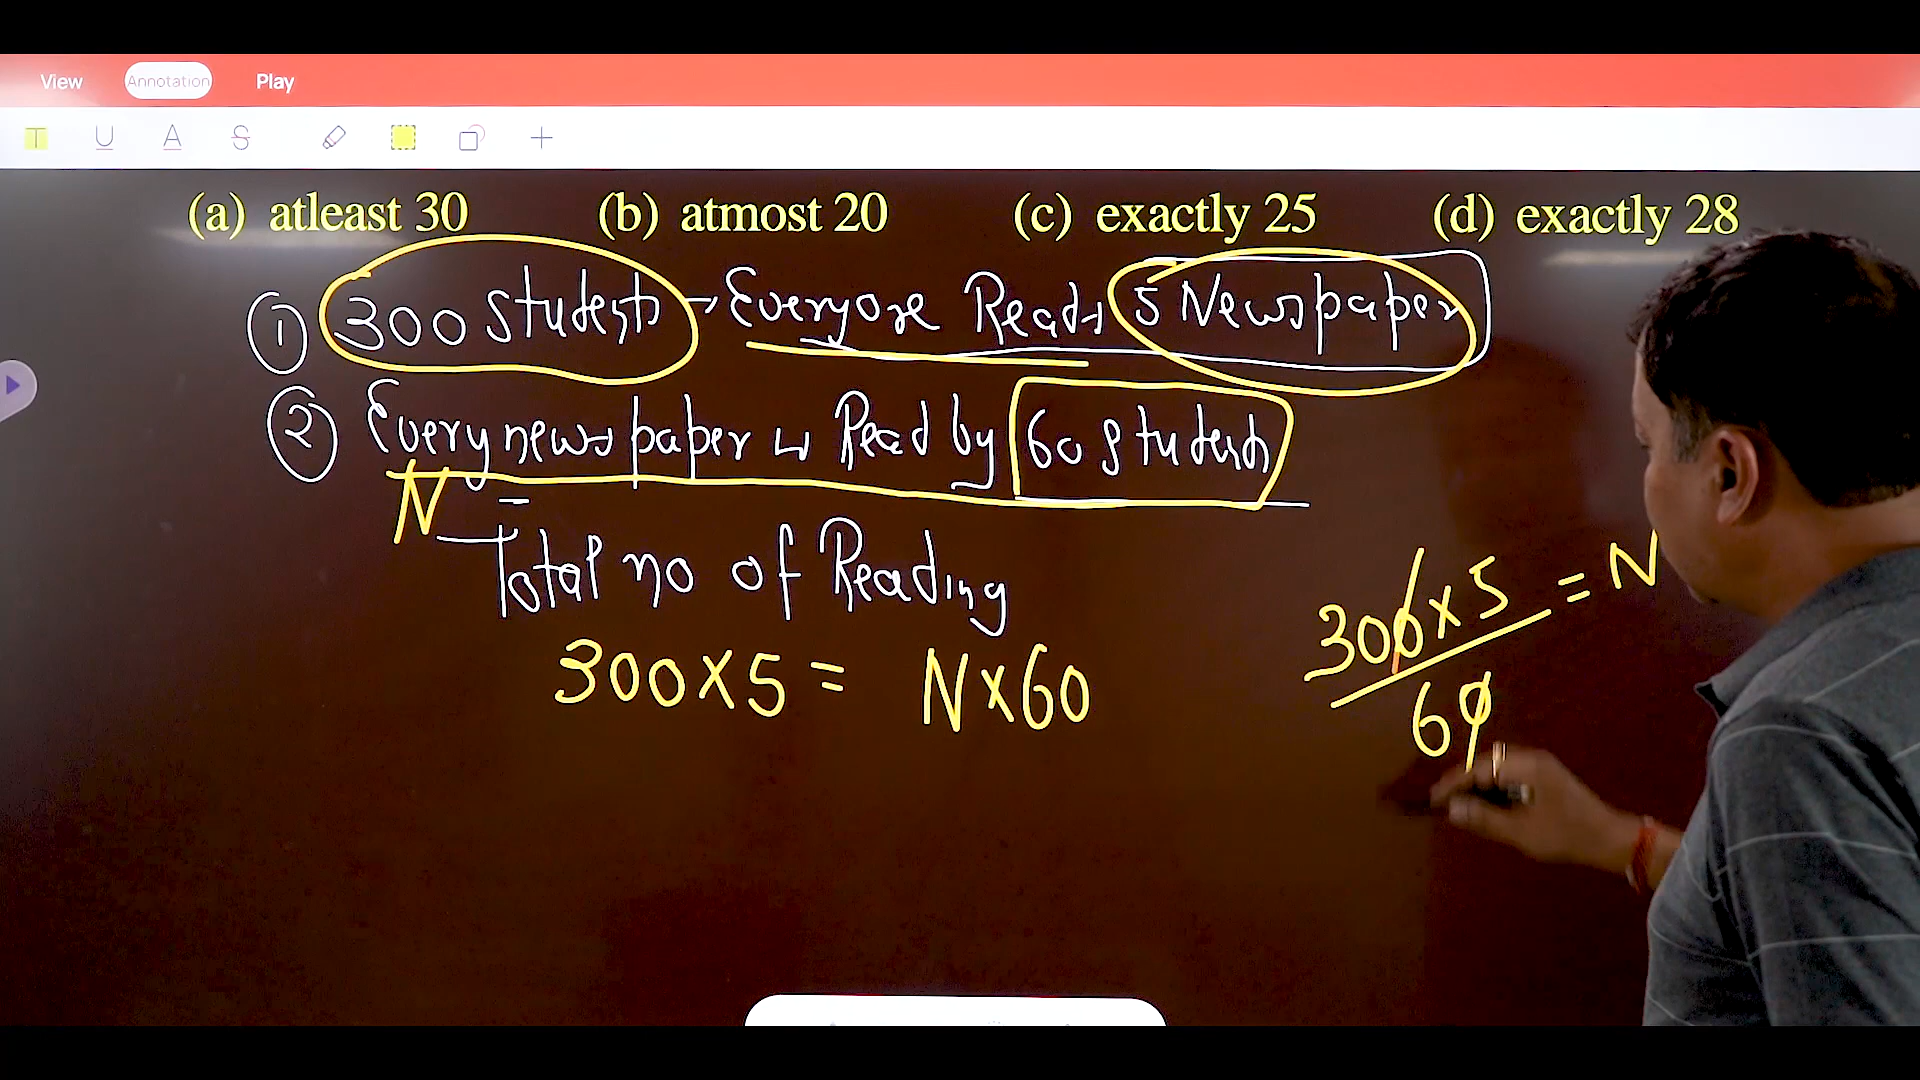 View Annotation Play
T U A S
(a) atleast 30 (b) atmost 20 (c) exactly 25 (d) exactly 28
① 300 Students → Everyone Reads 5 Newspaper
② Every newspaper is Read by 60 Students
N
Total no of Reading
300 × 5 = N × 60
300 × 5 = N
60